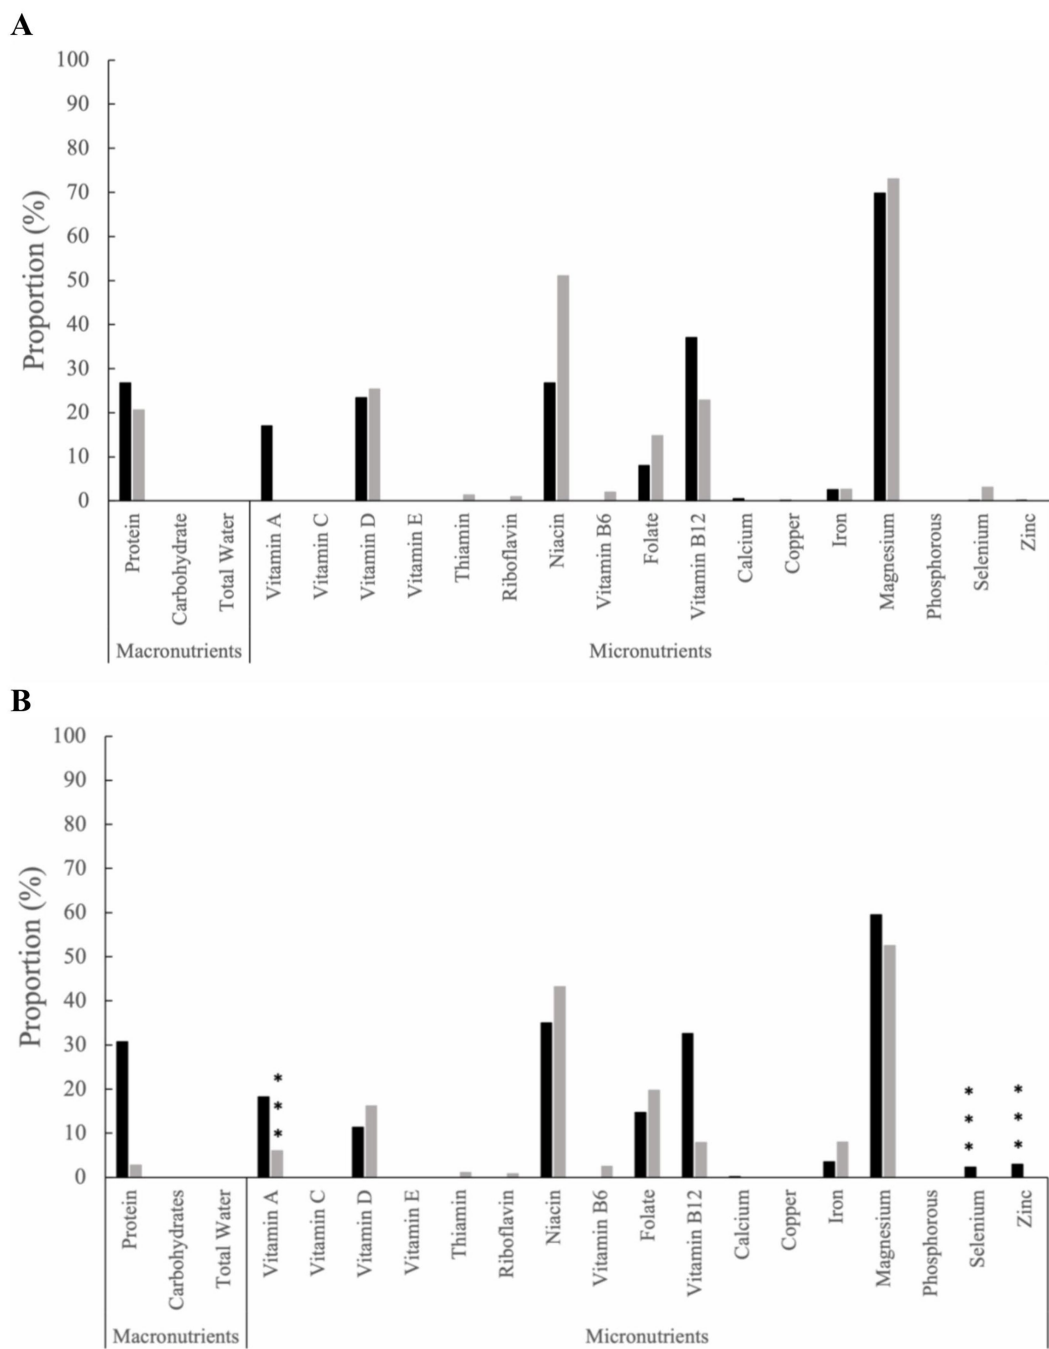 A
Proportion (%)
100
90
80
70
60
50
40
30
20
10
0
Protein
Carbohydrate
Total Water
Vitamin A
Vitamin C
Vitamin D
Vitamin E
Thiamin
Riboflavin
Niacin
Vitamin B6
Folate
Vitamin B12
Calcium
Copper
Iron
Magnesium
Phosphorous
Selenium
Zinc
Macronutrients
Micronutrients
B
Proportion (%)
100
90
80
70
60
50
40
30
20
10
0
***
***
***
Protein
Carbohydrates
Total Water
Vitamin A
Vitamin C
Vitamin D
Vitamin E
Thiamin
Riboflavin
Niacin
Vitamin B6
Folate
Vitamin B12
Calcium
Copper
Iron
Magnesium
Phosphorous
Selenium
Zinc
Macronutrients
Micronutrients